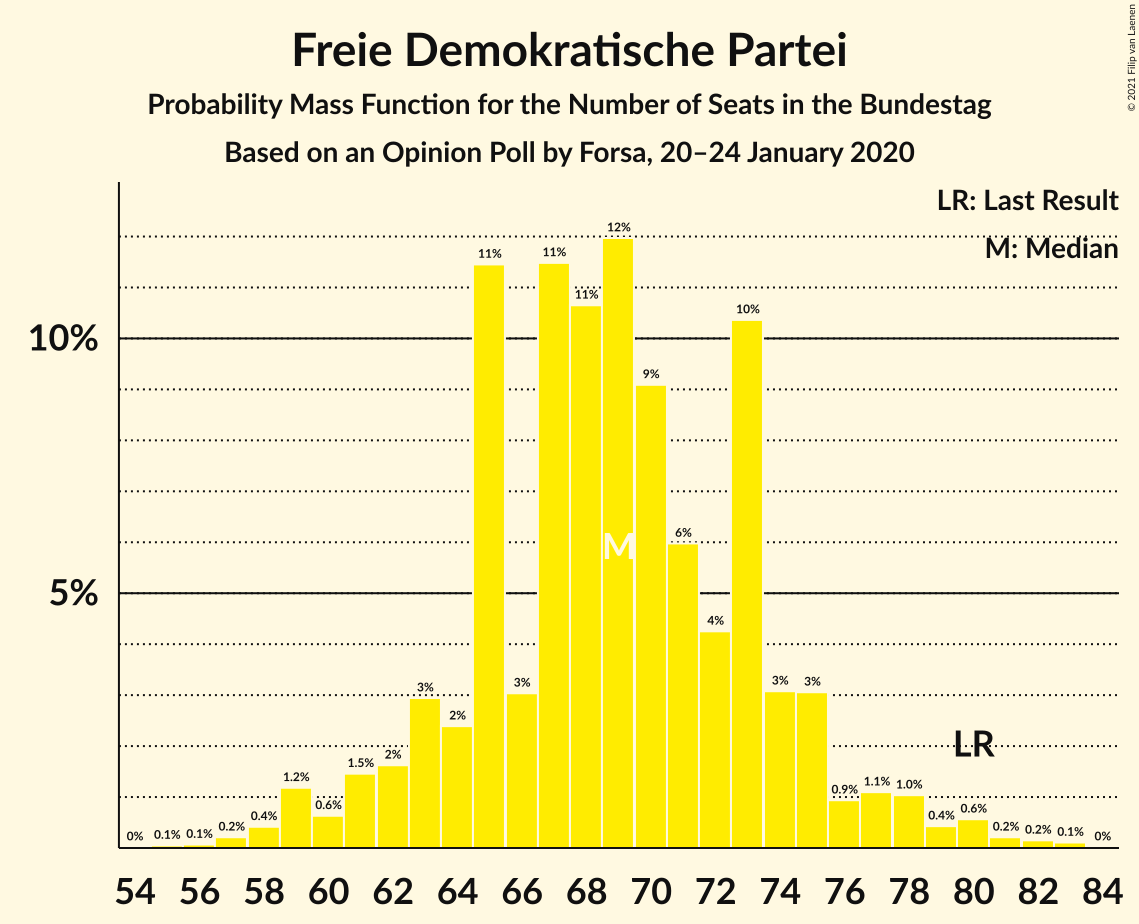 © 2021 Filip van Laenen
Freie Demokratische Partei
Probability Mass Function for the Number of Seats in the Bundestag
Based on an Opinion Poll by Forsa, 20–24 January 2020
LR: Last Result
M: Median
10%
5%
0% 0.1% 0.1% 0.2% 0.4% 1.2% 0.6% 1.5% 2% 3% 2% 11% 3% 11% 11% 12% 9% 6% 4% 10% 3% 3% 0.9% 1.1% 1.0% 0.4% 0.6% 0.2% 0.2% 0.1% 0%
M
LR
54 56 58 60 62 64 66 68 70 72 74 76 78 80 82 84